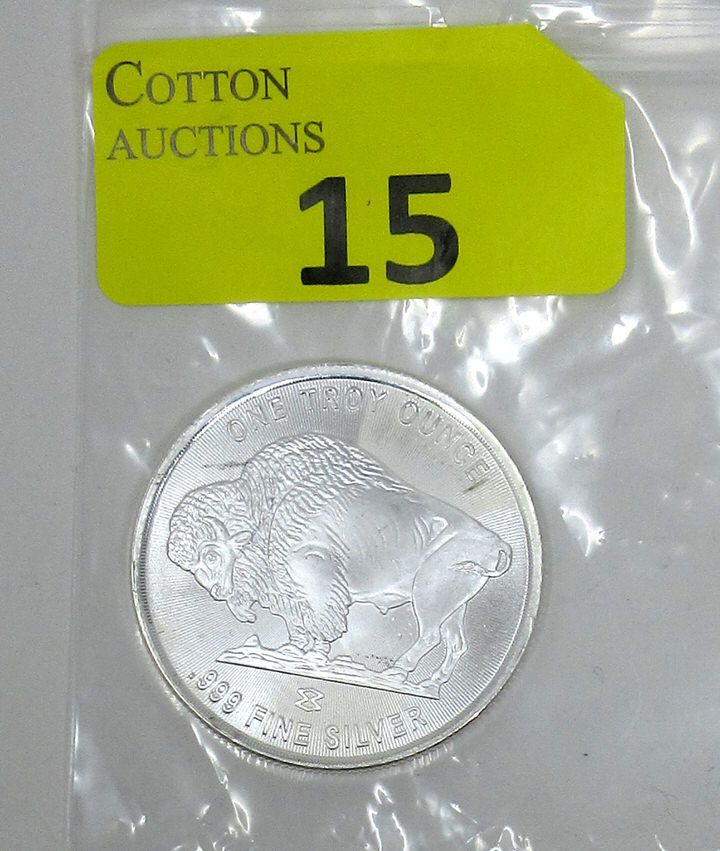 COTTON
AUCTIONS
15
ONE TROY OUNCE
.999 FINE SILVER